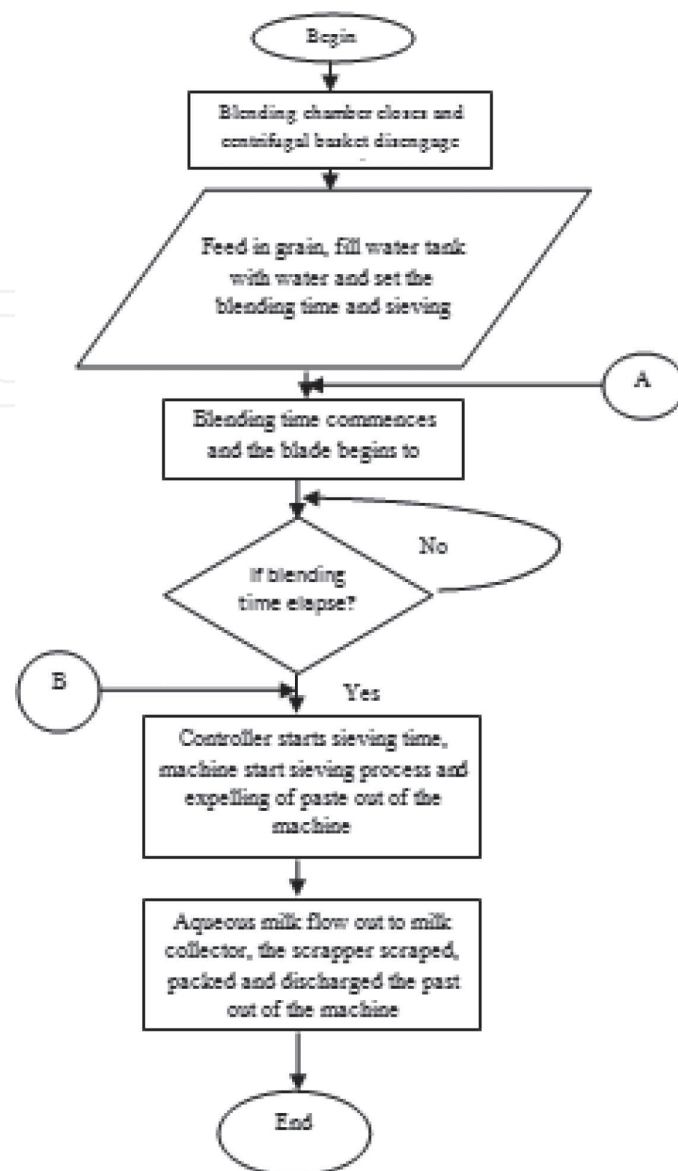 Begin
Blending chamber closes and
centrifugal basket disengage
Feed in grain, fill water tank
with water and set the
blending time and sieving
A
Blending time commences
and the blade begins to
No
If blending
time elapse?
B
Yes
Controller starts sieving time,
machine start sieving process and
expelling of paste out of the
machine
Aqueous milk flow out to milk
collector, the scrapper scraped,
packed and discharged the past
out of the machine
End